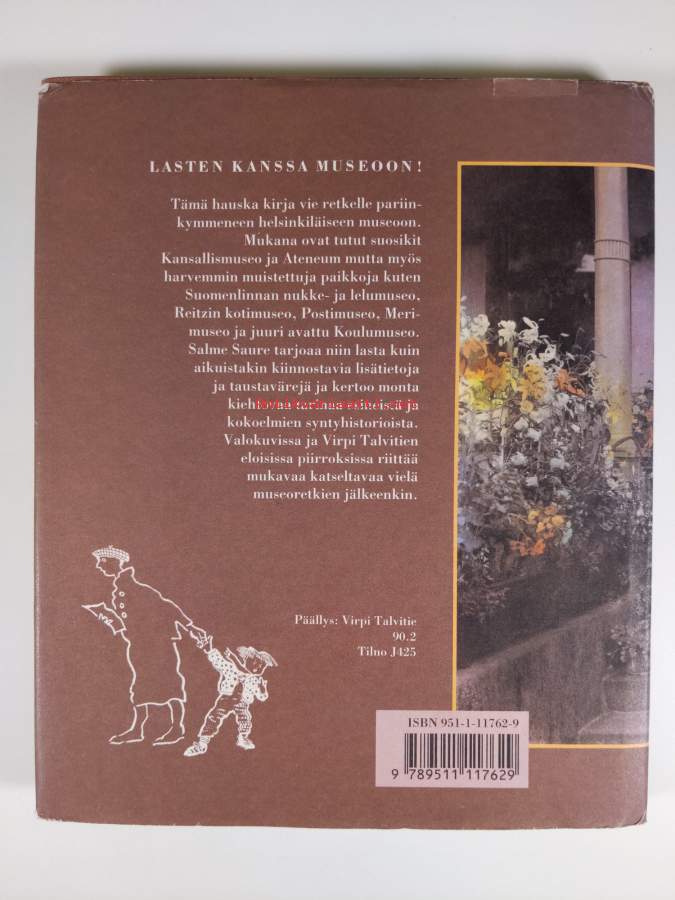 LASTEN KANSSA MUSEOON!
Tämä hauska kirja vie retkelle pariin-
kymmeneen helsinkiläiseen museoon.
Mukana ovat tutut suosikit
Kansallismuseo ja Ateneum mutta myös
harvemmin muistettuja paikkoja kuten
Suomenlinnan nukke- ja lelumuseo,
Reitzin kotimuseo, Postimuseo, Meri-
museo ja juuri avattu Koulumuseo.
Salme Saure tarjoaa niin lasta kuin
aikuistakin kiinnostavia lisätietoja
ja taustavärejä ja kertoo monta
kiehtovaa tarinaa
kokoelmien syntyhistorioista.
Valokuvissa ja Virpi Talvitien
eloisissa piirroksissa riittää
mukavaa katseltavaa vielä
museoretkien jälkeenkin.
Päällys: Virpi Talvitie
90.2
Tilno J425
ISBN 951-1-11762-9
9 789511 117629